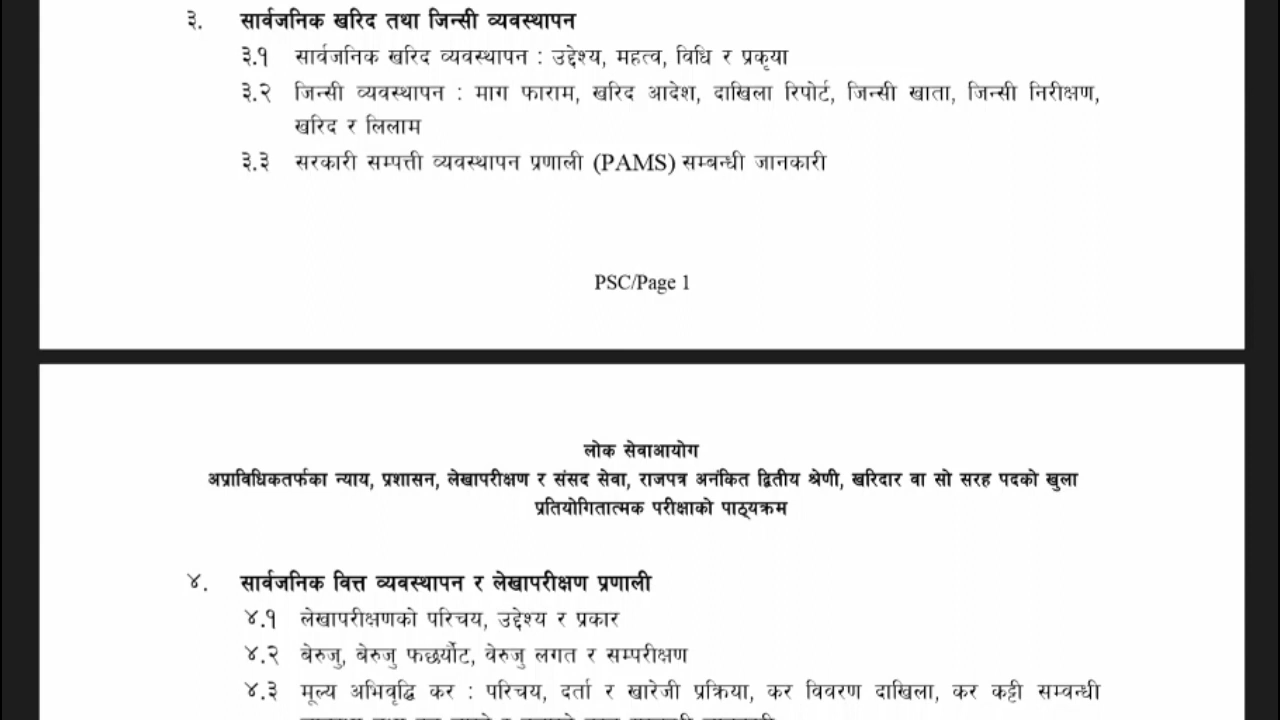 ३. सार्वजनिक खरिद तथा जिन्सी व्यवस्थापन
३.१ सार्वजनिक खरिद व्यवस्थापन : उद्देश्य, महत्व, विधि र प्रकृया
३.२ जिन्सी व्यवस्थापन : माग फाराम, खरिद आदेश, दाखिला रिपोर्ट, जिन्सी खाता, जिन्सी निरीक्षण,
खरिद र लिलाम
३.३ सरकारी सम्पत्ती व्यवस्थापन प्रणाली (PAMS) सम्बन्धी जानकारी
PSC/Page 1
लोक सेवाआयोग
अप्राविधिकतर्फका न्याय, प्रशासन, लेखापरीक्षण र संसद सेवा, राजपत्र अनंकित द्वितीय श्रेणी, खरिदार वा सो सरह पदको खुला
प्रतियोगितात्मक परीक्षाको पाठ्यक्रम
४. सार्वजनिक वित्त व्यवस्थापन र लेखापरीक्षण प्रणाली
४.१ लेखापरीक्षणको परिचय, उद्देश्य र प्रकार
४.२ बेरुजु, बेरुजु फछर्यौट, वेरुजु लगत र सम्परीक्षण
४.३ मूल्य अभिवृद्धि कर : परिचय, दर्ता र खारेजी प्रक्रिया, कर विवरण दाखिला, कर कट्टी सम्वन्धी